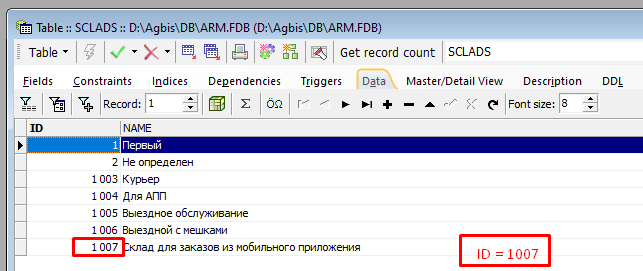 Table :: SCLADS :: D:\Agbis\DB\ARM.FDB (D:\Agbis\DB\ARM.FDB)
Table Get record count SCLADS
Fields Constraints Indices Dependencies Triggers Data Master/Detail View Description DDL
Record: 1 Σ ÖΩ Font size: 8
ID NAME
1 Первый
2 Не определен
1 003 Курьер
1 004 Для АПП
1 005 Выездное обслуживание
1 006 Выездной с мешками
1 007 Склад для заказов из мобильного приложения
ID = 1007